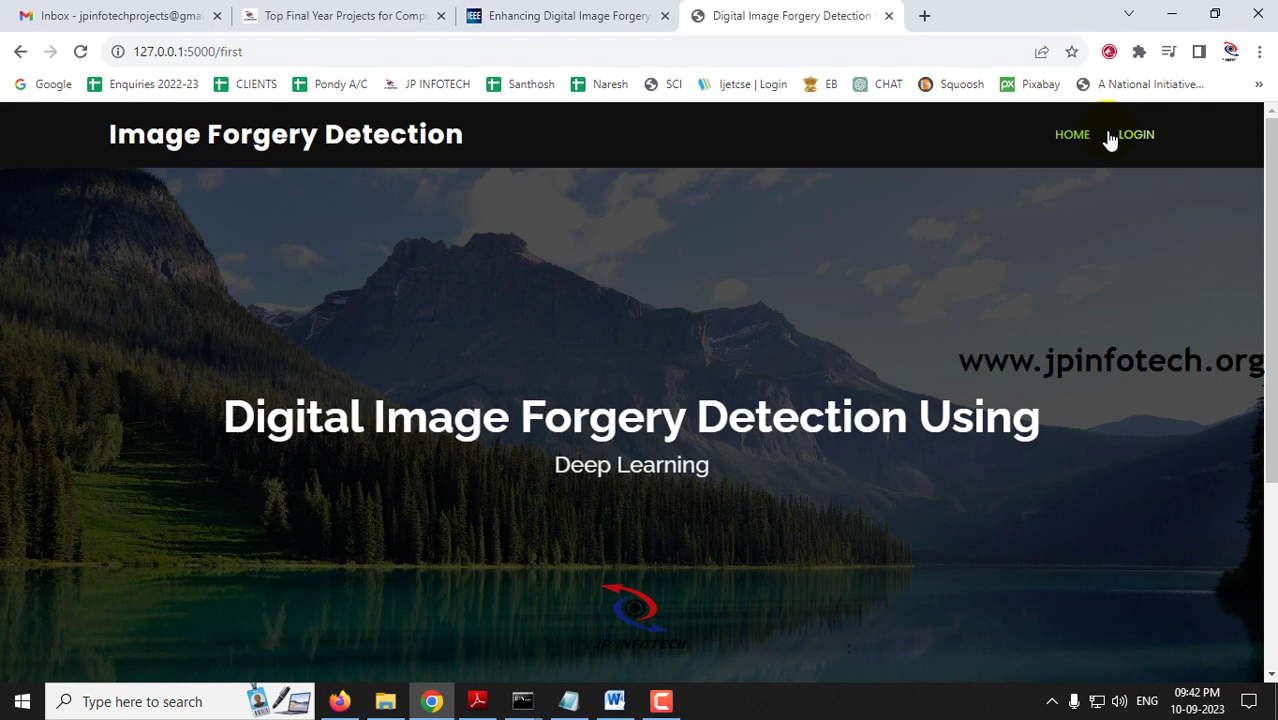 Inbox - jpinfotechprojects@gma
Top Final Year Projects for Compu
Enhancing Digital Image Forgery
Digital Image Forgery Detection
127.0.0.1:5000/first
Google
Enquiries 2022-23
CLIENTS
Pondy A/C
JP INFOTECH
Santhosh
Naresh
SCI
Ijetcse | Login
EB
CHAT
Squoosh
Pixabay
A National Initiative...
Image Forgery Detection
HOME
LOGIN
www.jpinfotech.org
Digital Image Forgery Detection Using
Deep Learning
JP INFOTECH
Type here to search
ENG
09:42 PM
10-09-2023